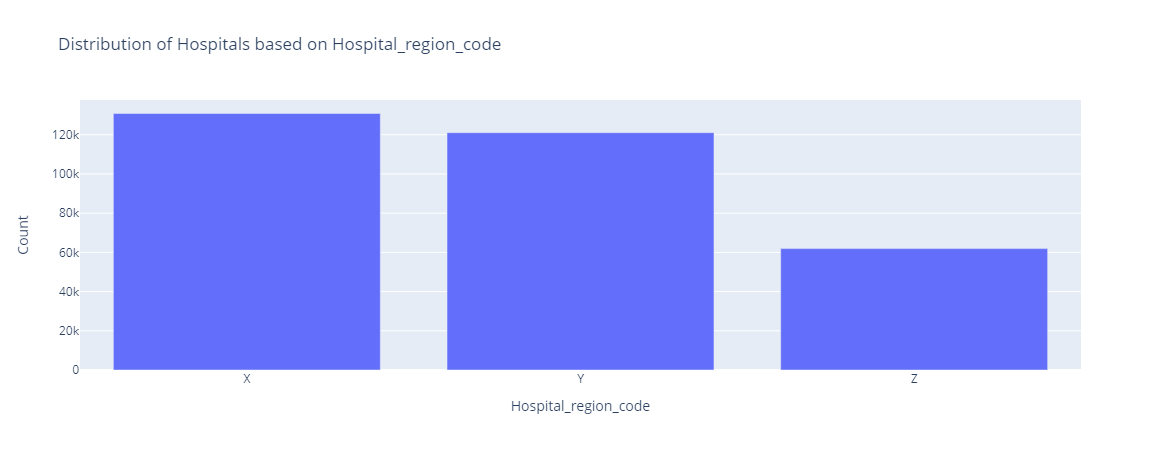 Distribution of Hospitals based on Hospital_region_code
120k
100k
80k
60k
40k
20k
0
Count
X Y Z
Hospital_region_code